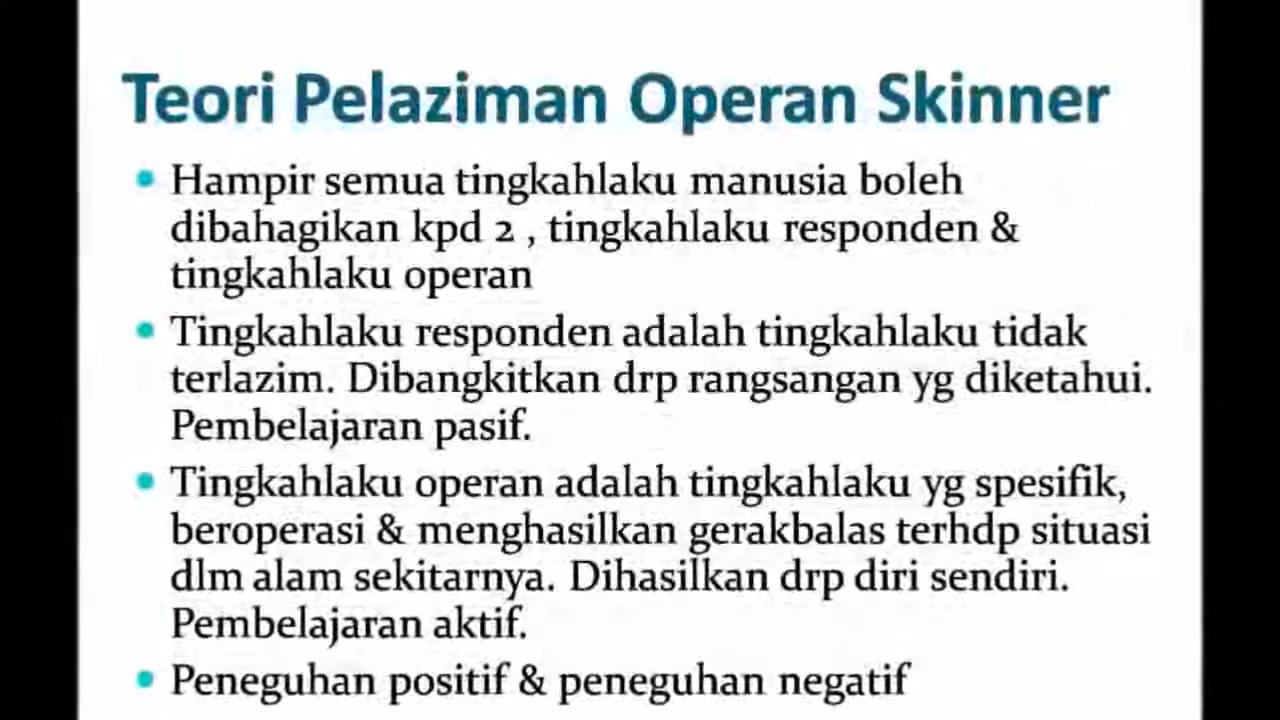 Teori Pelaziman Operan Skinner
• Hampir semua tingkahlaku manusia boleh
dibahagikan kpd 2 , tingkahlaku responden &
tingkahlaku operan
• Tingkahlaku responden adalah tingkahlaku tidak
terlazim. Dibangkitkan drp rangsangan yg diketahui.
Pembelajaran pasif.
• Tingkahlaku operan adalah tingkahlaku yg spesifik,
beroperasi & menghasilkan gerakbalas terhdp situasi
dlm alam sekitarnya. Dihasilkan drp diri sendiri.
Pembelajaran aktif.
• Peneguhan positif & peneguhan negatif